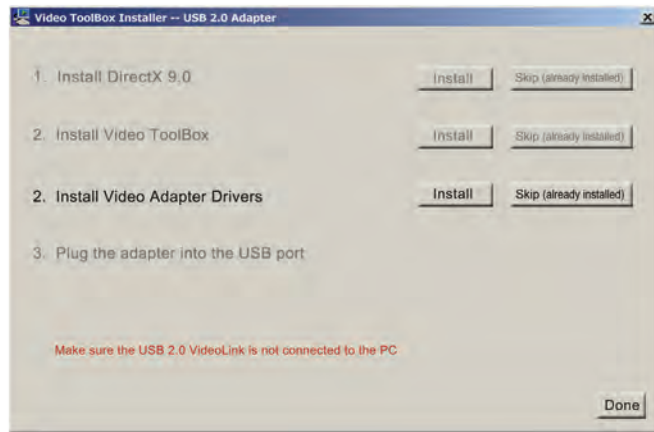 Video ToolBox Installer -- USB 2.0 Adapter x
1. Install DirectX 9.0 Install Skip (already installed)
2. Install Video ToolBox Install Skip (already installed)
2. Install Video Adapter Drivers Install Skip (already installed)
3. Plug the adapter into the USB port
Make sure the USB 2.0 VideoLink is not connected to the PC
Done